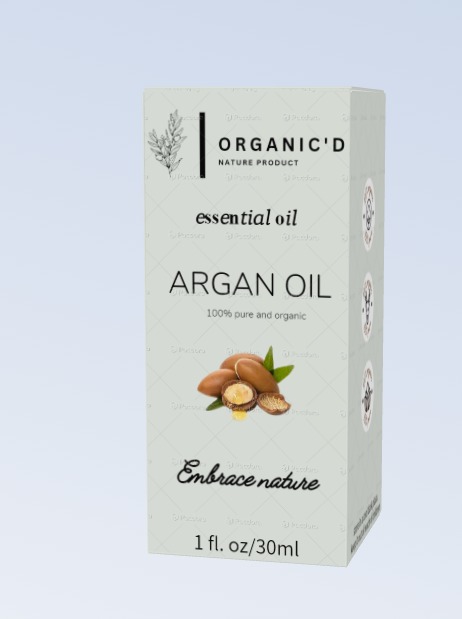 ORGANIC'D
NATURE PRODUCT
essential oil
ARGAN OIL
100% pure and organic
Embrace nature
1 fl. oz/30ml